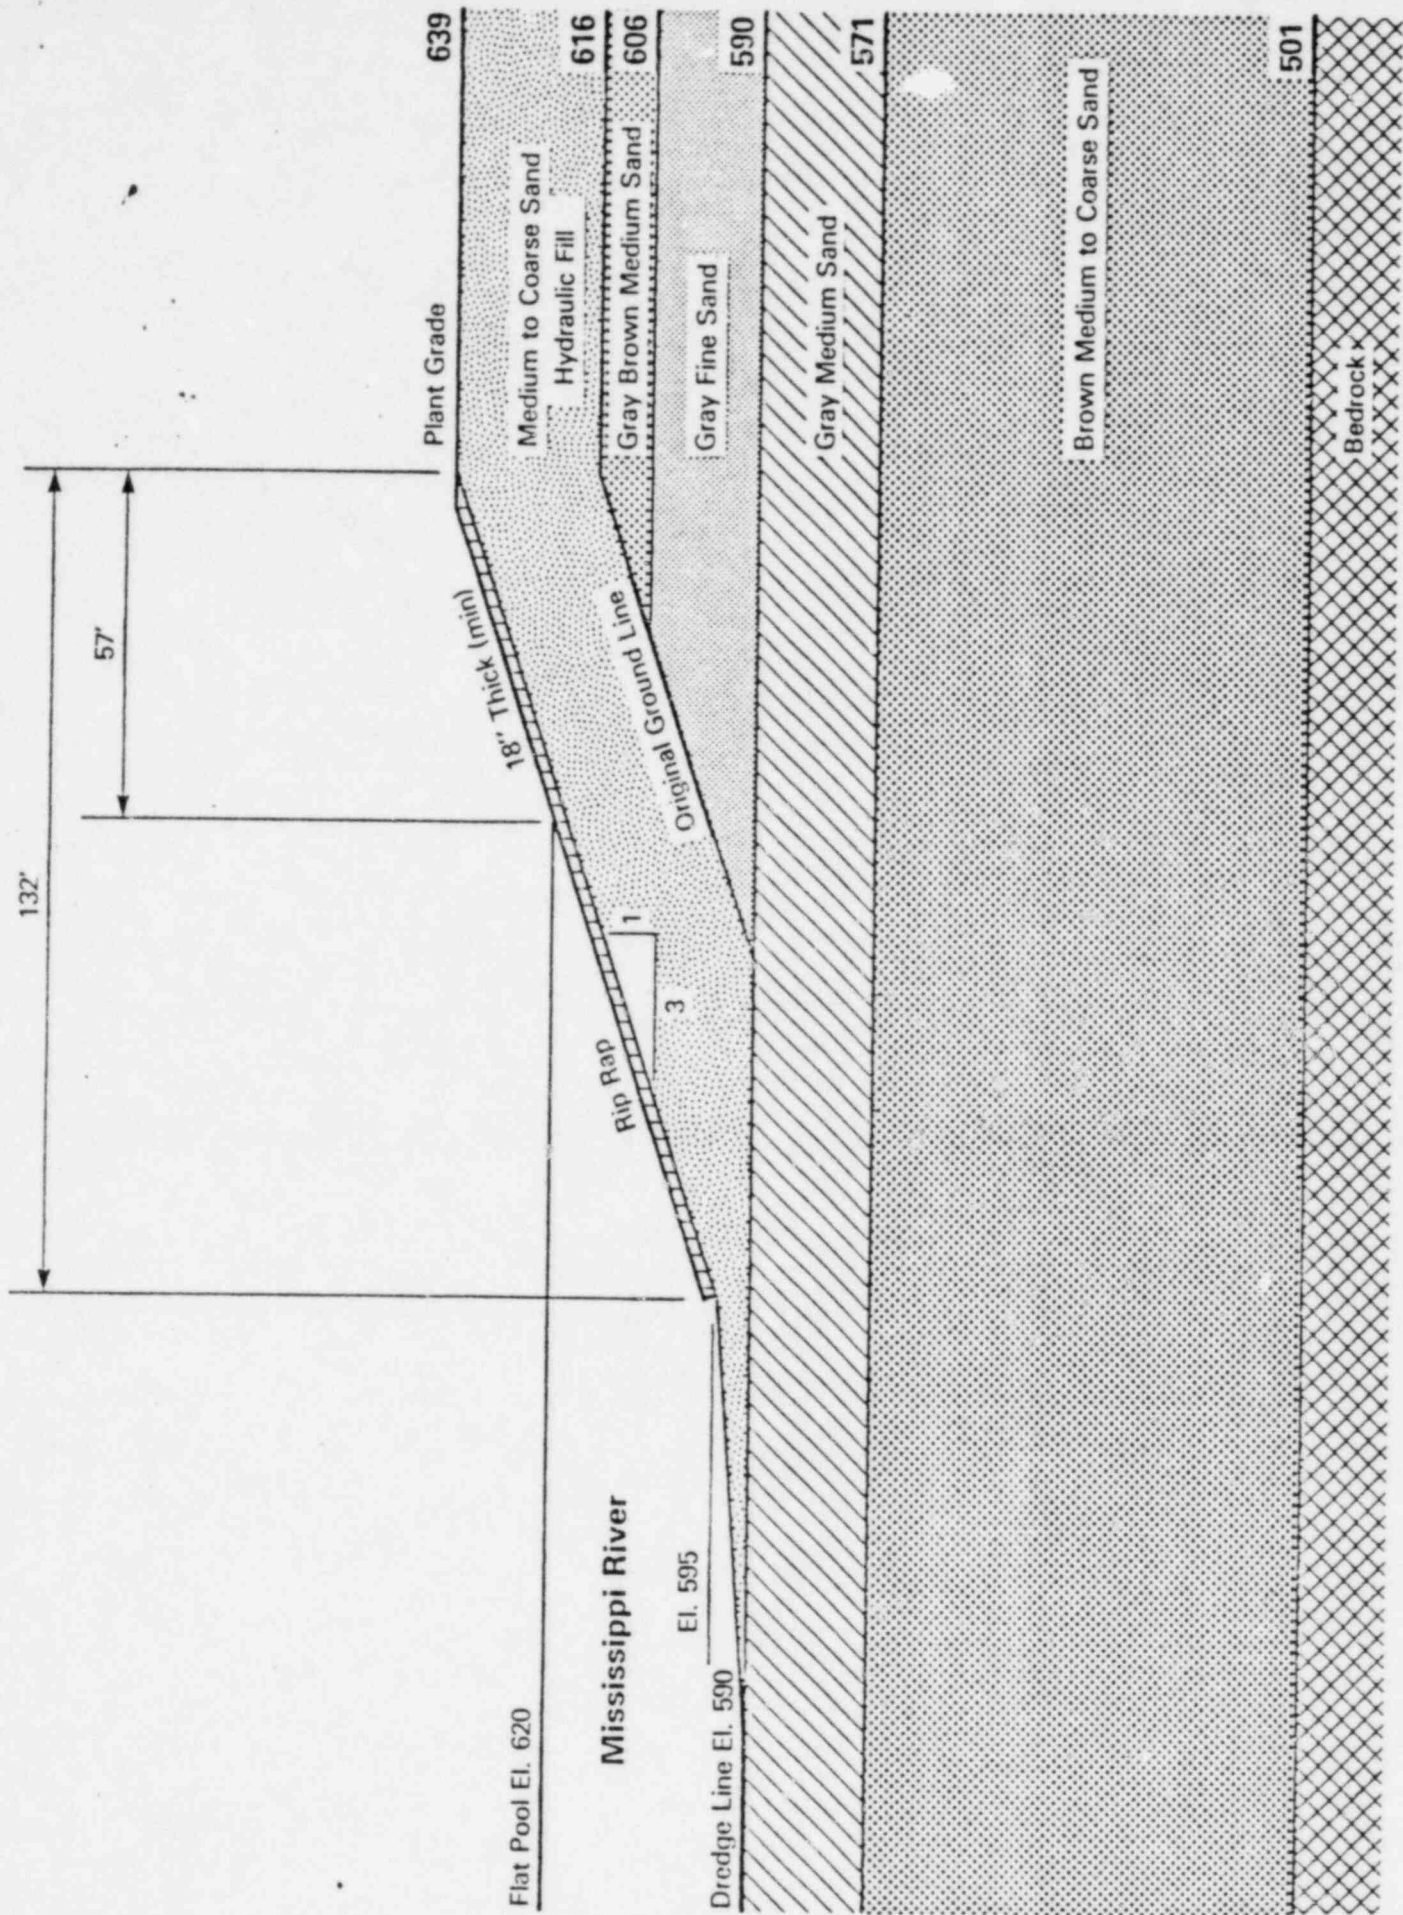 132'
57'
Plant Grade
639
18" Thick (min)
Medium to Coarse Sand
Hydraulic Fill
616
Flat Pool El. 620
Original Ground Line
Gray Brown Medium Sand
606
1
3
Rip Rap
Mississippi River
Gray Fine Sand
590
El. 595
Dredge Line El. 590
Gray Medium Sand
571
Brown Medium to Coarse Sand
501
Bedrock